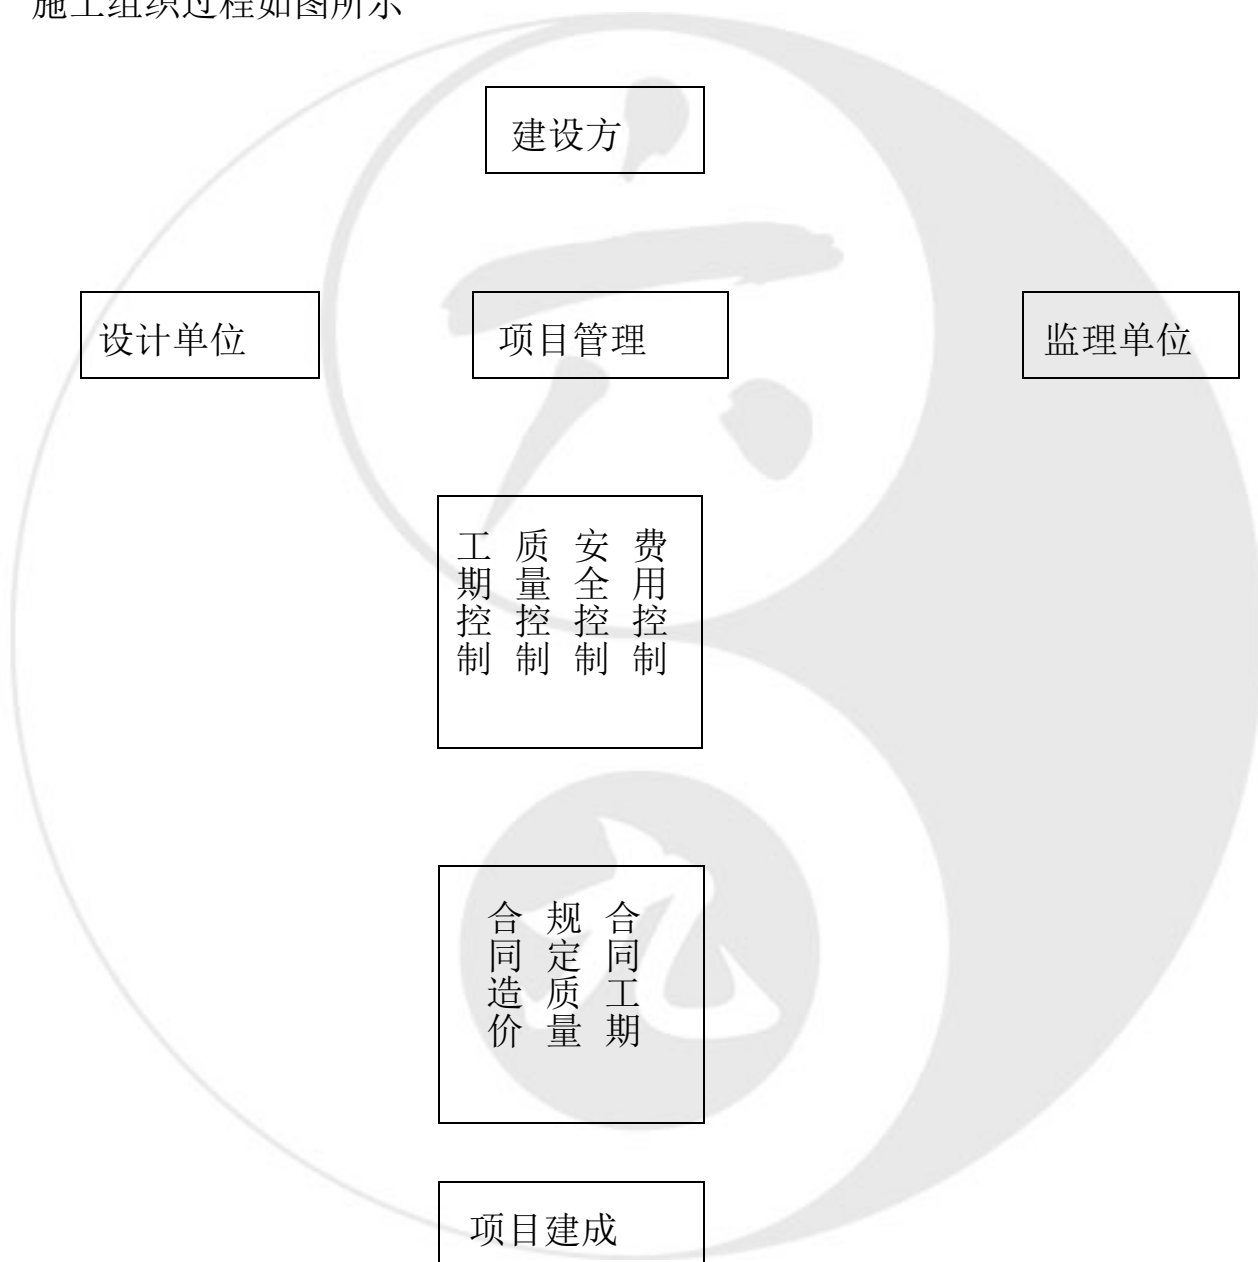 施工组织过程如图所示
建设方
设计单位
项目管理
监理单位
工期控制
质量控制
安全控制
费用控制
合同造价
规定质量
合同工期
项目建成
六
九